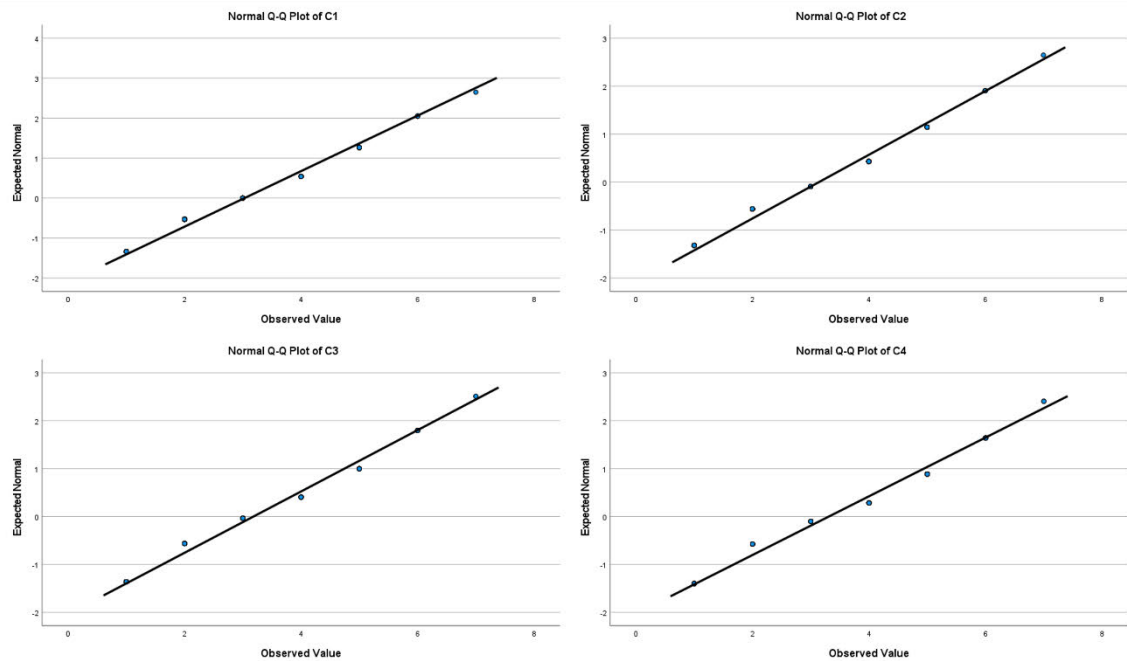 Normal Q-Q Plot of C1
4
3
2
1
0
-1
-2
Expected Normal
0 2 4 6 8
Observed Value
Normal Q-Q Plot of C2
3
2
1
0
-1
-2
Expected Normal
0 2 4 6 8
Observed Value
Normal Q-Q Plot of C3
3
2
1
0
-1
-2
Expected Normal
0 2 4 6 8
Observed Value
Normal Q-Q Plot of C4
3
2
1
0
-1
-2
Expected Normal
0 2 4 6 8
Observed Value